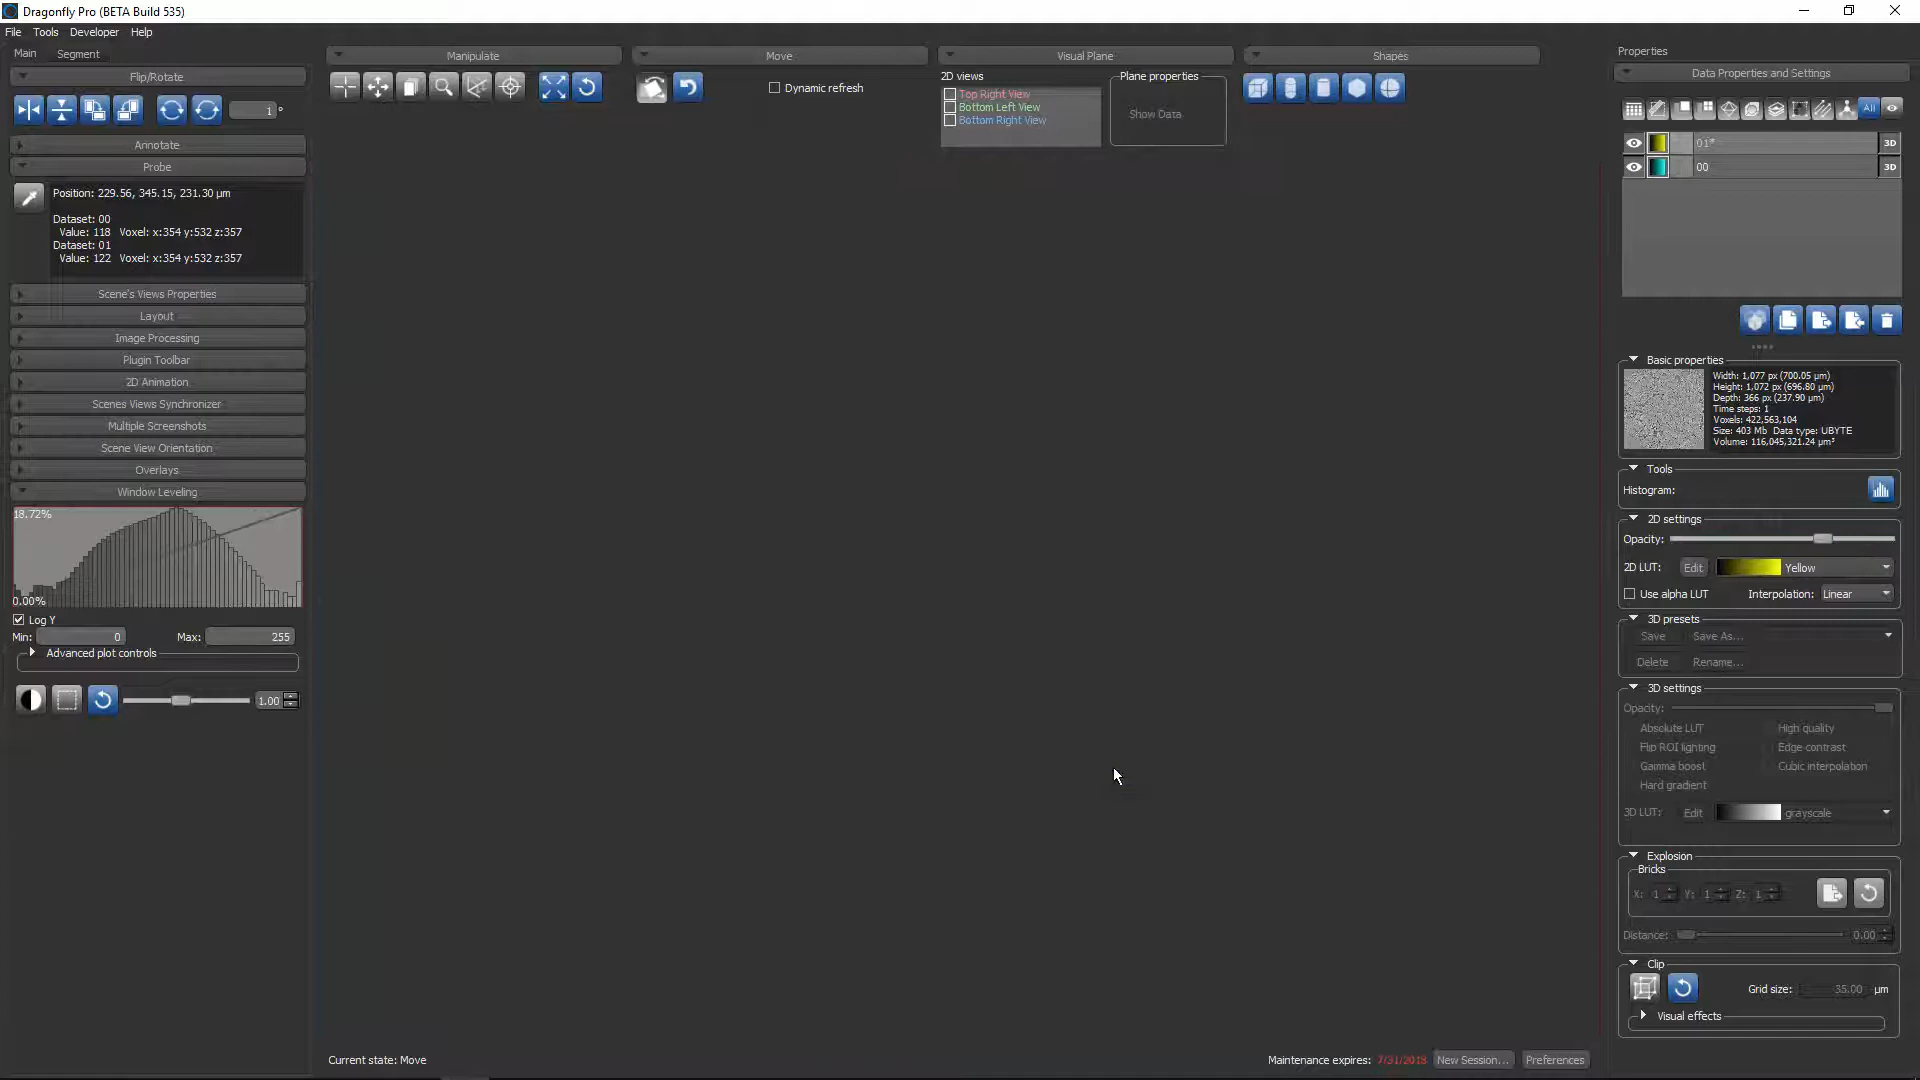 Dragonfly Pro (BETA Build 535)
File Tools Developer Help
Main Segment
Flip/Rotate
1 °
Annotate
Probe
Position: 229.56, 345.15, 231.30 µm
Dataset: 00
Value: 118 Voxel: x:354 y:532 z:357
Dataset: 01
Value: 122 Voxel: x:354 y:532 z:357
Scene's Views Properties
Layout
Image Processing
Plugin Toolbar
2D Animation
Scenes Views Synchronizer
Multiple Screenshots
Scene View Orientation
Overlays
Window Leveling
18.72%
0.00%
Log Y
Min: 0 Max: 255
Advanced plot controls
1.00
Manipulate
Move
Dynamic refresh
Visual Plane
2D views
Top Right View
Bottom Left View
Bottom Right View
Plane properties
Show Data
Shapes
Current state: Move
Maintenance expires: 7/31/2018 New Session... Preferences
Properties
Data Properties and Settings
All
01* 3D
00 3D
Basic properties
Width: 1,077 px (700.05 µm)
Height: 1,072 px (696.80 µm)
Depth: 366 px (237.90 µm)
Time steps: 1
Voxels: 422,563,104
Size: 403 Mb Data type: UBYTE
Volume: 116,045,321.24 µm³
Tools
Histogram:
2D settings
Opacity:
2D LUT: Edit Yellow
Use alpha LUT Interpolation: Linear
3D presets
Save Save As...
Delete Rename...
3D settings
Opacity:
Absolute LUT High quality
Flip ROI lighting Edge contrast
Gamma boost Cubic interpolation
Hard gradient
3D LUT: Edit grayscale
Explosion
Bricks
X: 1 Y: 1 Z: 1
Distance: 0.00
Clip
Grid size: 35.00 µm
Visual effects